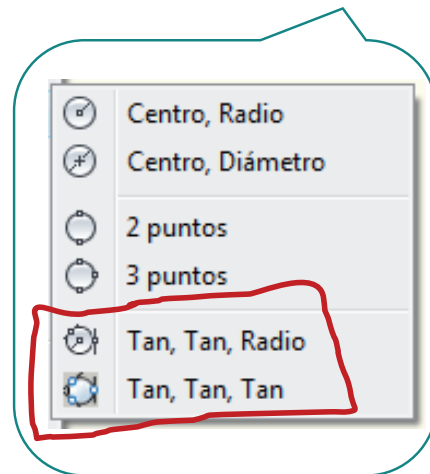 Centro, Radio
Centro, Diámetro
2 puntos
3 puntos
Tan, Tan, Radio
Tan, Tan, Tan